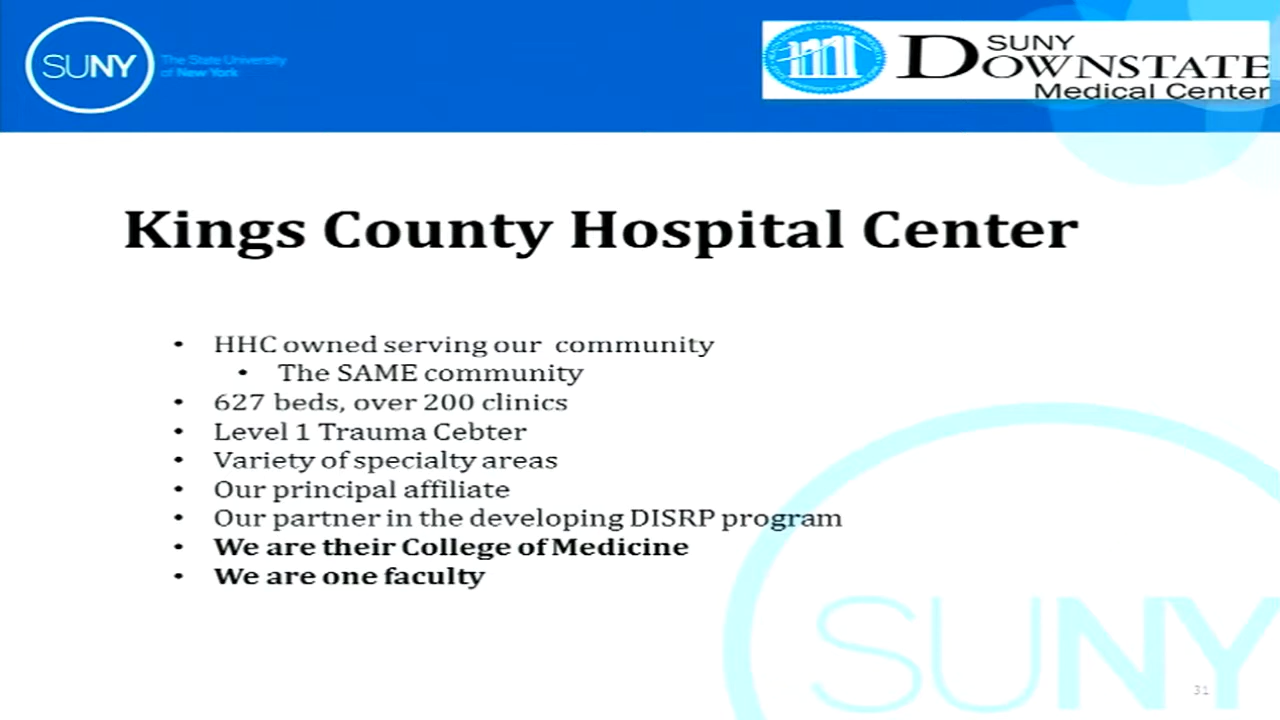 SUNY
The State University
of New York
SUNY
DOWNSTATE
Medical Center
Kings County Hospital Center
• HHC owned serving our community
• The SAME community
• 627 beds, over 200 clinics
• Level 1 Trauma Cebter
• Variety of specialty areas
• Our principal affiliate
• Our partner in the developing DISRP program
• We are their College of Medicine
• We are one faculty
SUNY
31